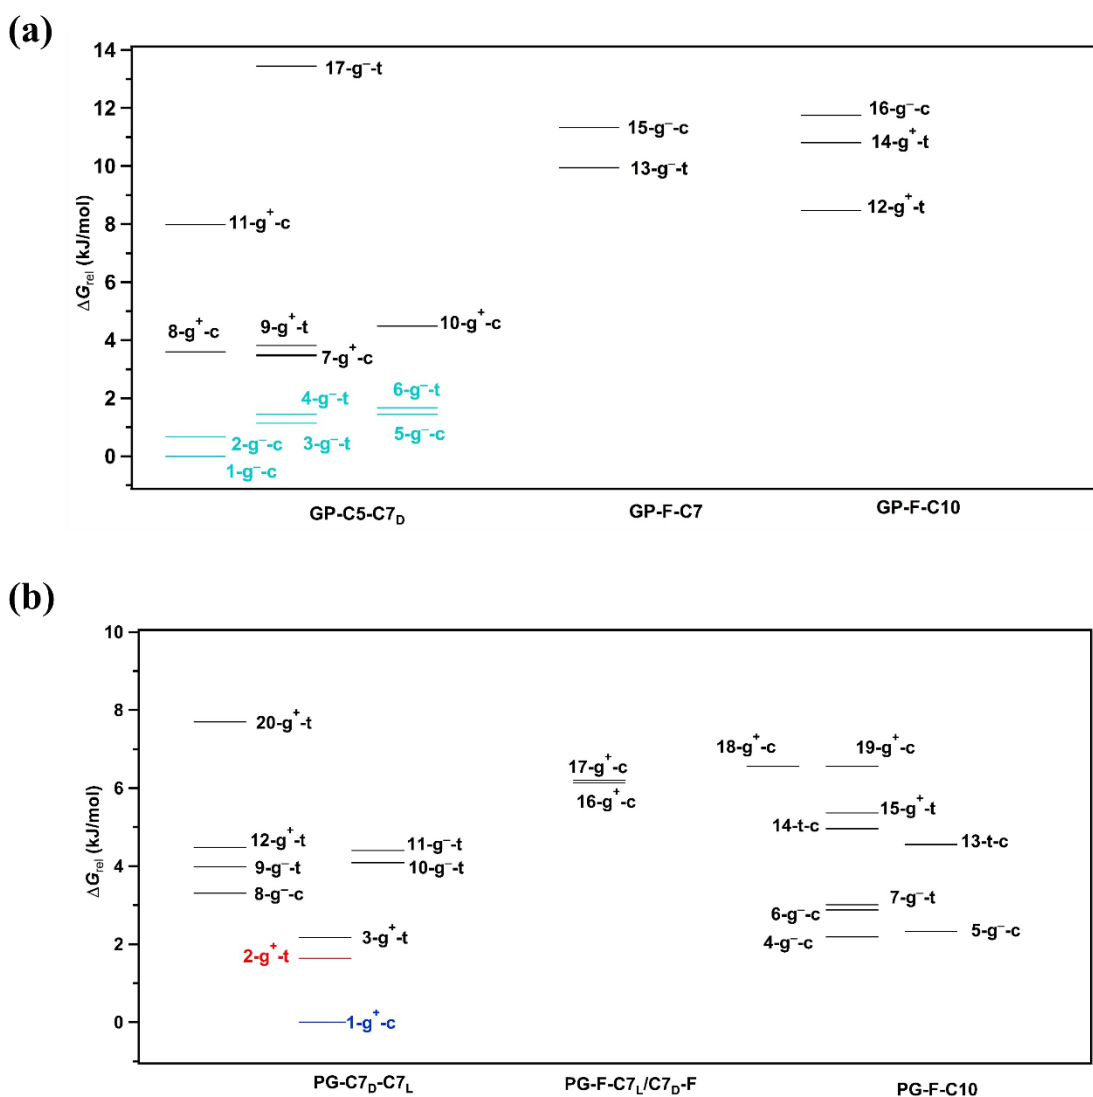 (a)
14
17-g⁻-t
12
16-g⁻-c
15-g⁻-c
14-g⁺-t
10
13-g⁻-t
12-g⁺-t
8
11-g⁺-c
ΔG_rel (kJ/mol)
6
10-g⁺-c
8-g⁺-c
9-g⁺-t
4
7-g⁺-c
6-g⁻-t
4-g⁻-t
2
5-g⁻-c
2-g⁻-c
3-g⁻-t
0
1-g⁻-c
GP-C5-C7_D
GP-F-C7
GP-F-C10
(b)
10
8
20-g⁺-t
18-g⁺-c
19-g⁺-c
17-g⁺-c
6
16-g⁺-c
15-g⁺-t
14-t-c
13-t-c
12-g⁺-t
11-g⁻-t
ΔG_rel (kJ/mol)
4
9-g⁻-t
10-g⁻-t
8-g⁻-c
7-g⁻-t
6-g⁻-c
5-g⁻-c
3-g⁺-t
4-g⁻-c
2
2-g⁺-t
0
1-g⁺-c
PG-C7_D-C7_L
PG-F-C7_L/C7_D-F
PG-F-C10